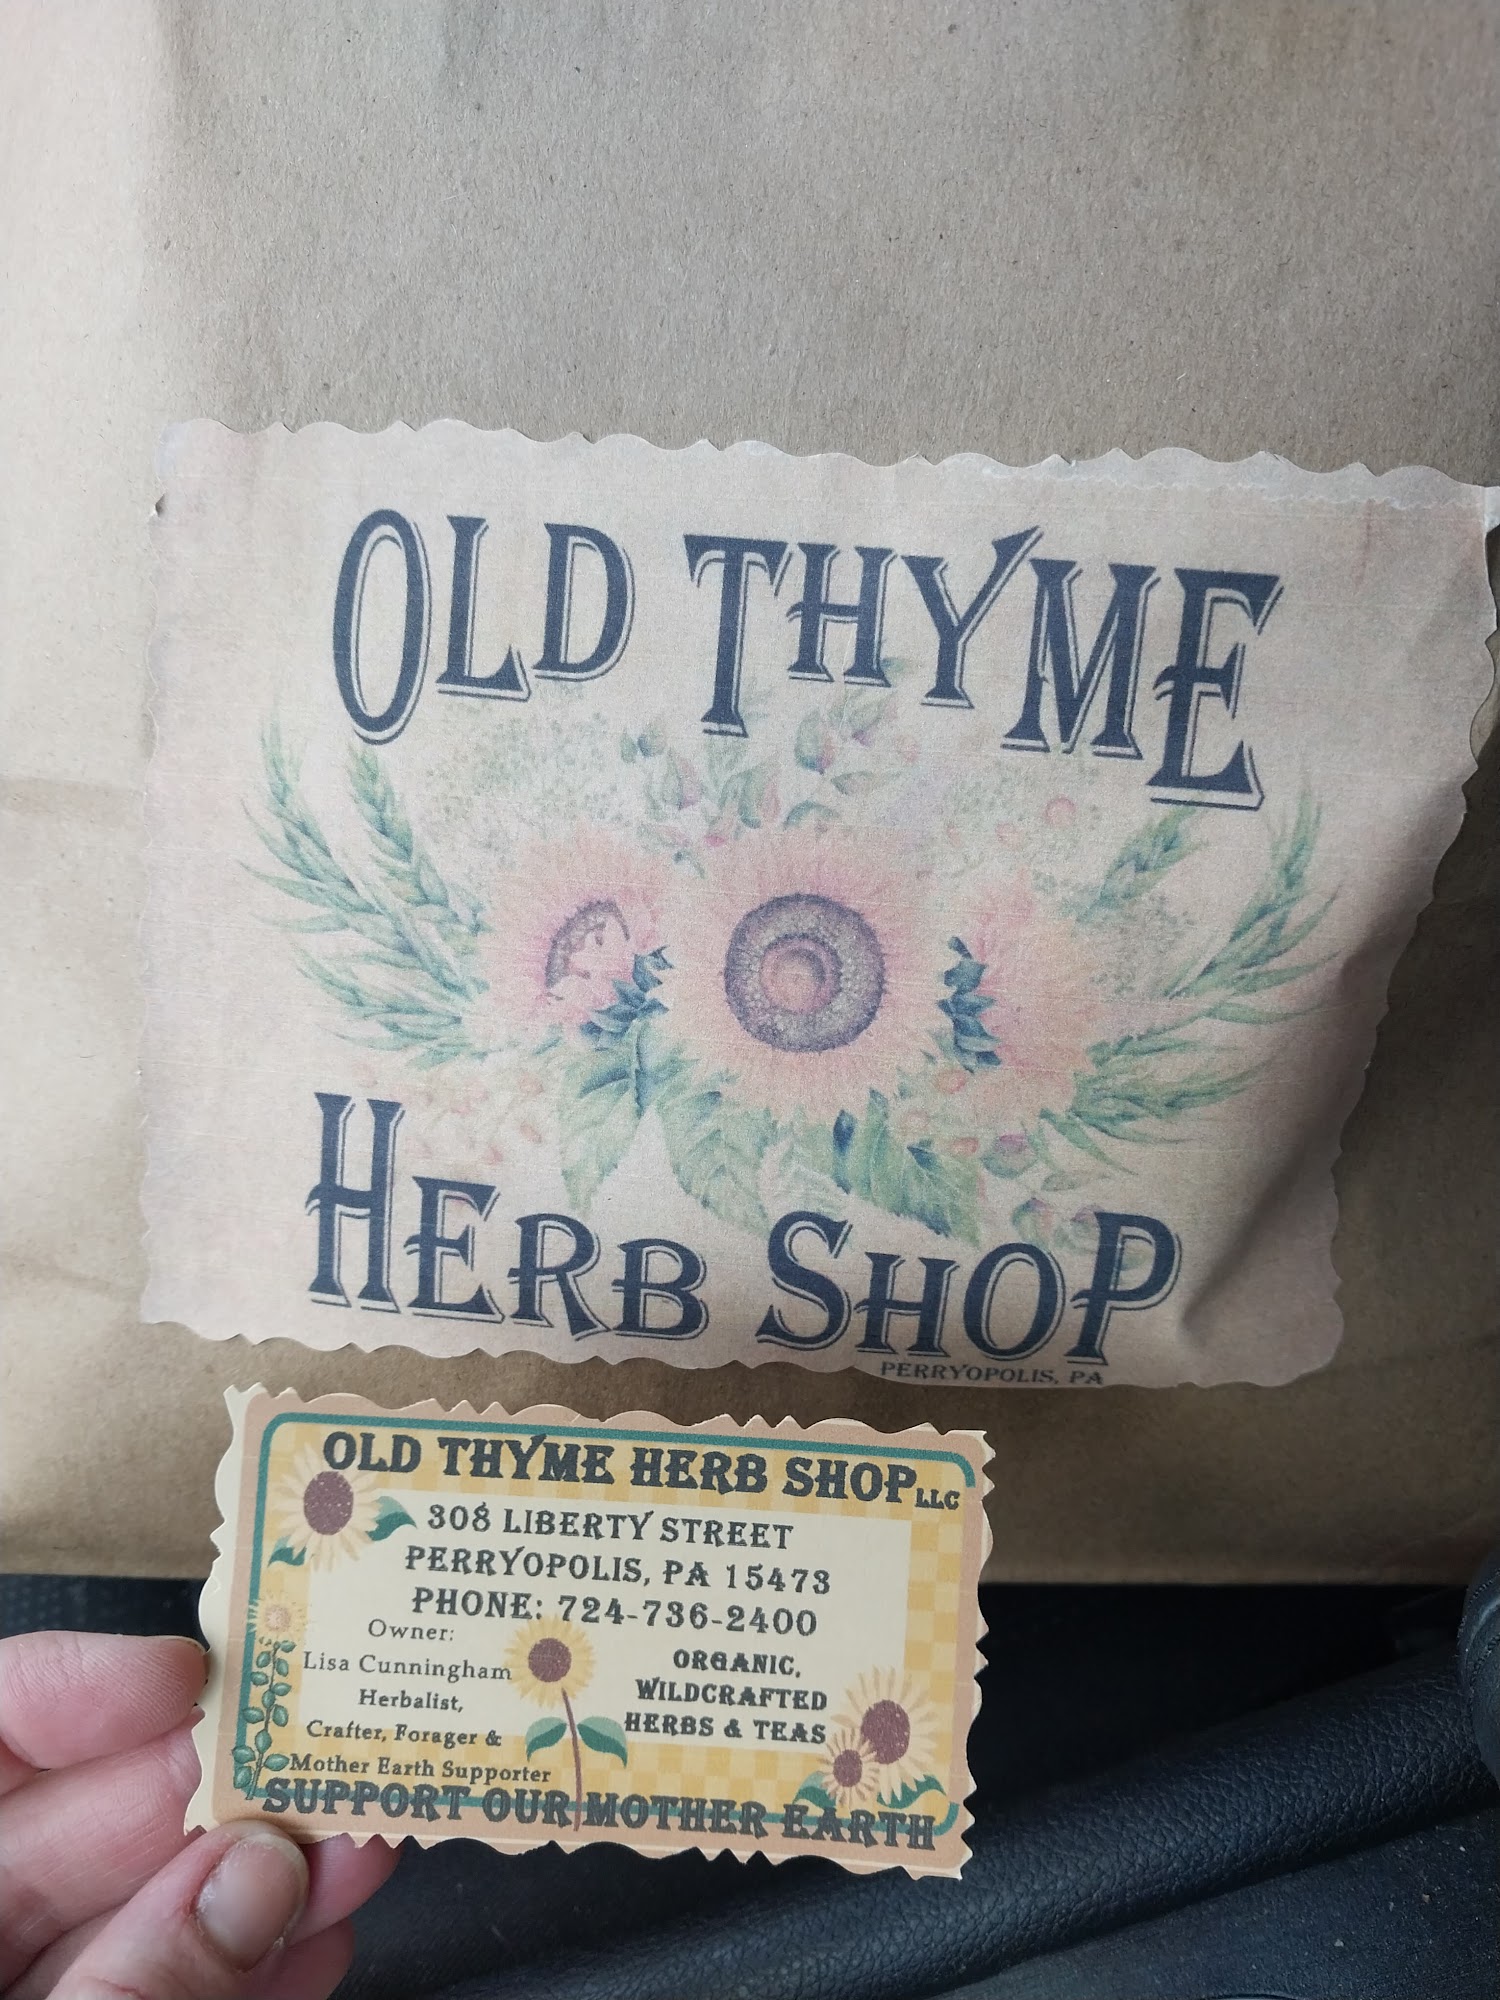 OLD THYME
HERB SHOP
PERRYOPOLIS, PA
OLD THYME HERB SHOP LLC
308 LIBERTY STREET
PERRYOPOLIS, PA 15473
PHONE: 724-736-2400
Owner:
Lisa Cunningham
Herbalist,
Crafter, Forager &
Mother Earth Supporter
ORGANIC,
WILDCRAFTED
HERBS & TEAS
SUPPORT OUR MOTHER EARTH